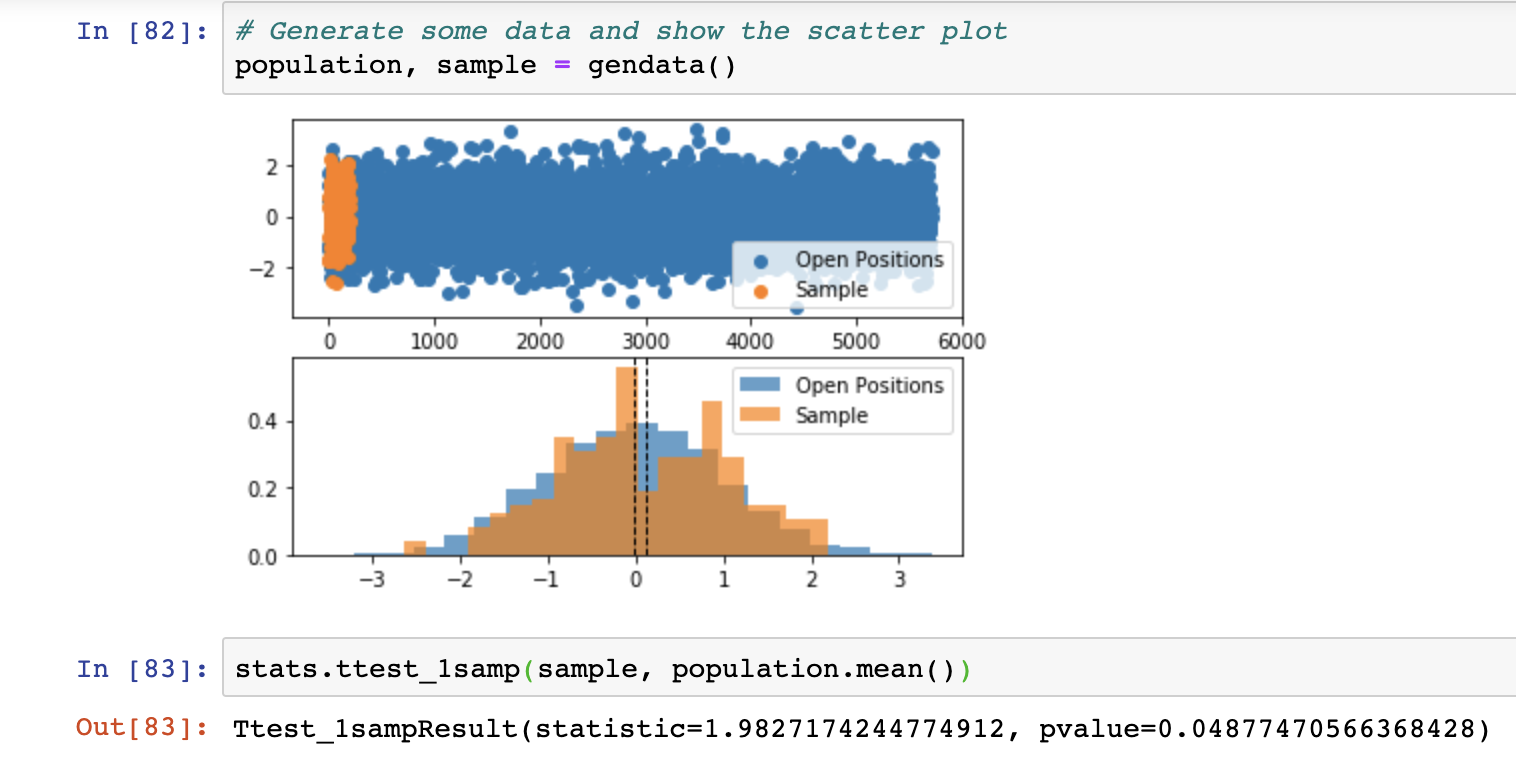 In [82]: # Generate some data and show the scatter plot
population, sample = gendata()
2
0
−2
Open Positions
Sample
0 1000 2000 3000 4000 5000 6000
Open Positions
Sample
0.4
0.2
0.0
−3 −2 −1 0 1 2 3
In [83]: stats.ttest_1samp(sample, population.mean())
Out[83]: Ttest_1sampResult(statistic=1.9827174244774912, pvalue=0.04877470566368428)